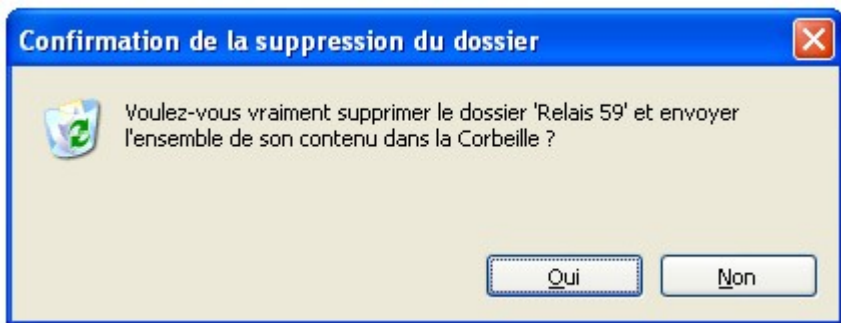 Confirmation de la suppression du dossier
Voulez-vous vraiment supprimer le dossier 'Relais 59' et envoyer
l'ensemble de son contenu dans la Corbeille ?
Oui
Non